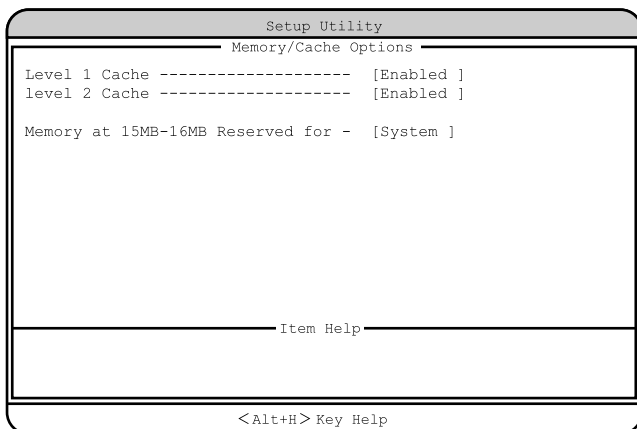 Setup Utility
Memory/Cache Options
Level 1 Cache -------------------- [Enabled ]
level 2 Cache -------------------- [Enabled ]
Memory at 15MB-16MB Reserved for - [System ]
Item Help
<Alt+H> Key Help